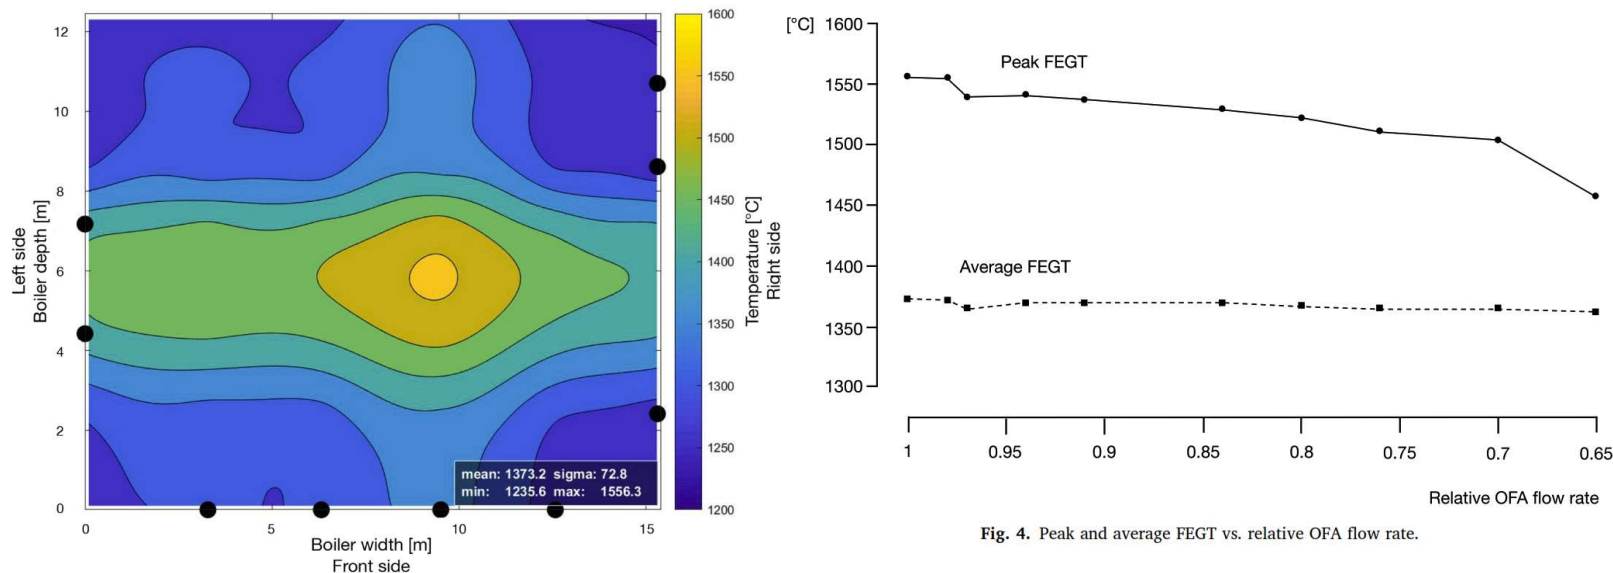 12
10
8
6
4
2
0
Left side
Boiler depth [m]
0
5
10
15
Boiler width [m]
Front side
mean: 1373.2 sigma: 72.8
min: 1235.6 max: 1556.3
1600
1550
1500
1450
1400
1350
1300
1250
1200
Temperature [°C]
Right side
[°C]
1600
1550
1500
1450
1400
1350
1300
Peak FEGT
Average FEGT
1
0.95
0.9
0.85
0.8
0.75
0.7
0.65
Relative OFA flow rate
Fig. 4. Peak and average FEGT vs. relative OFA flow rate.